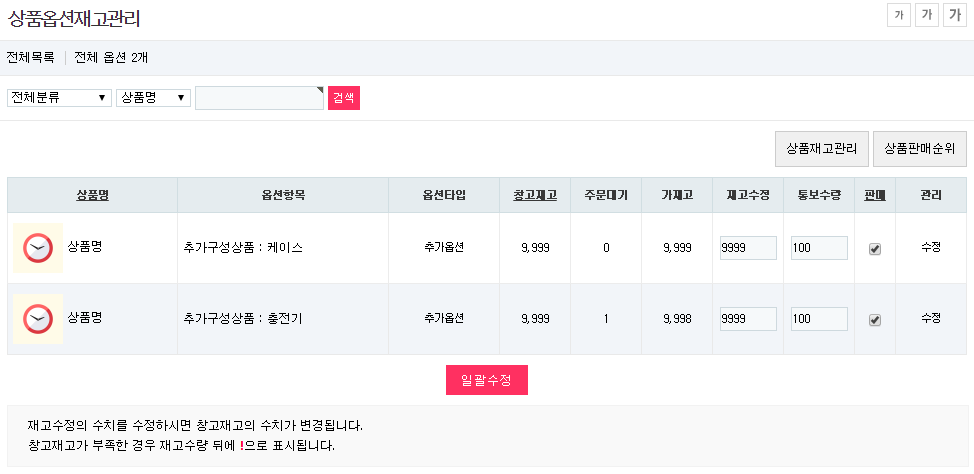 상품옵션재고관리
가 가 가
전체목록 전체 옵션 2개
전체분류 상품명 검색
상품재고관리 상품판매순위
상품명 옵션항목 옵션타입 창고재고 주문대기 가재고 재고수정 통보수량 판매 관리
상품명 추가구성상품 : 케이스 추가옵션 9,999 0 9,999 9999 100 수정
상품명 추가구성상품 : 충전기 추가옵션 9,999 1 9,998 9999 100 수정
일괄수정
재고수정의 수치를 수정하시면 창고재고의 수치가 변경됩니다.
창고재고가 부족한 경우 재고수량 뒤에 !으로 표시됩니다.